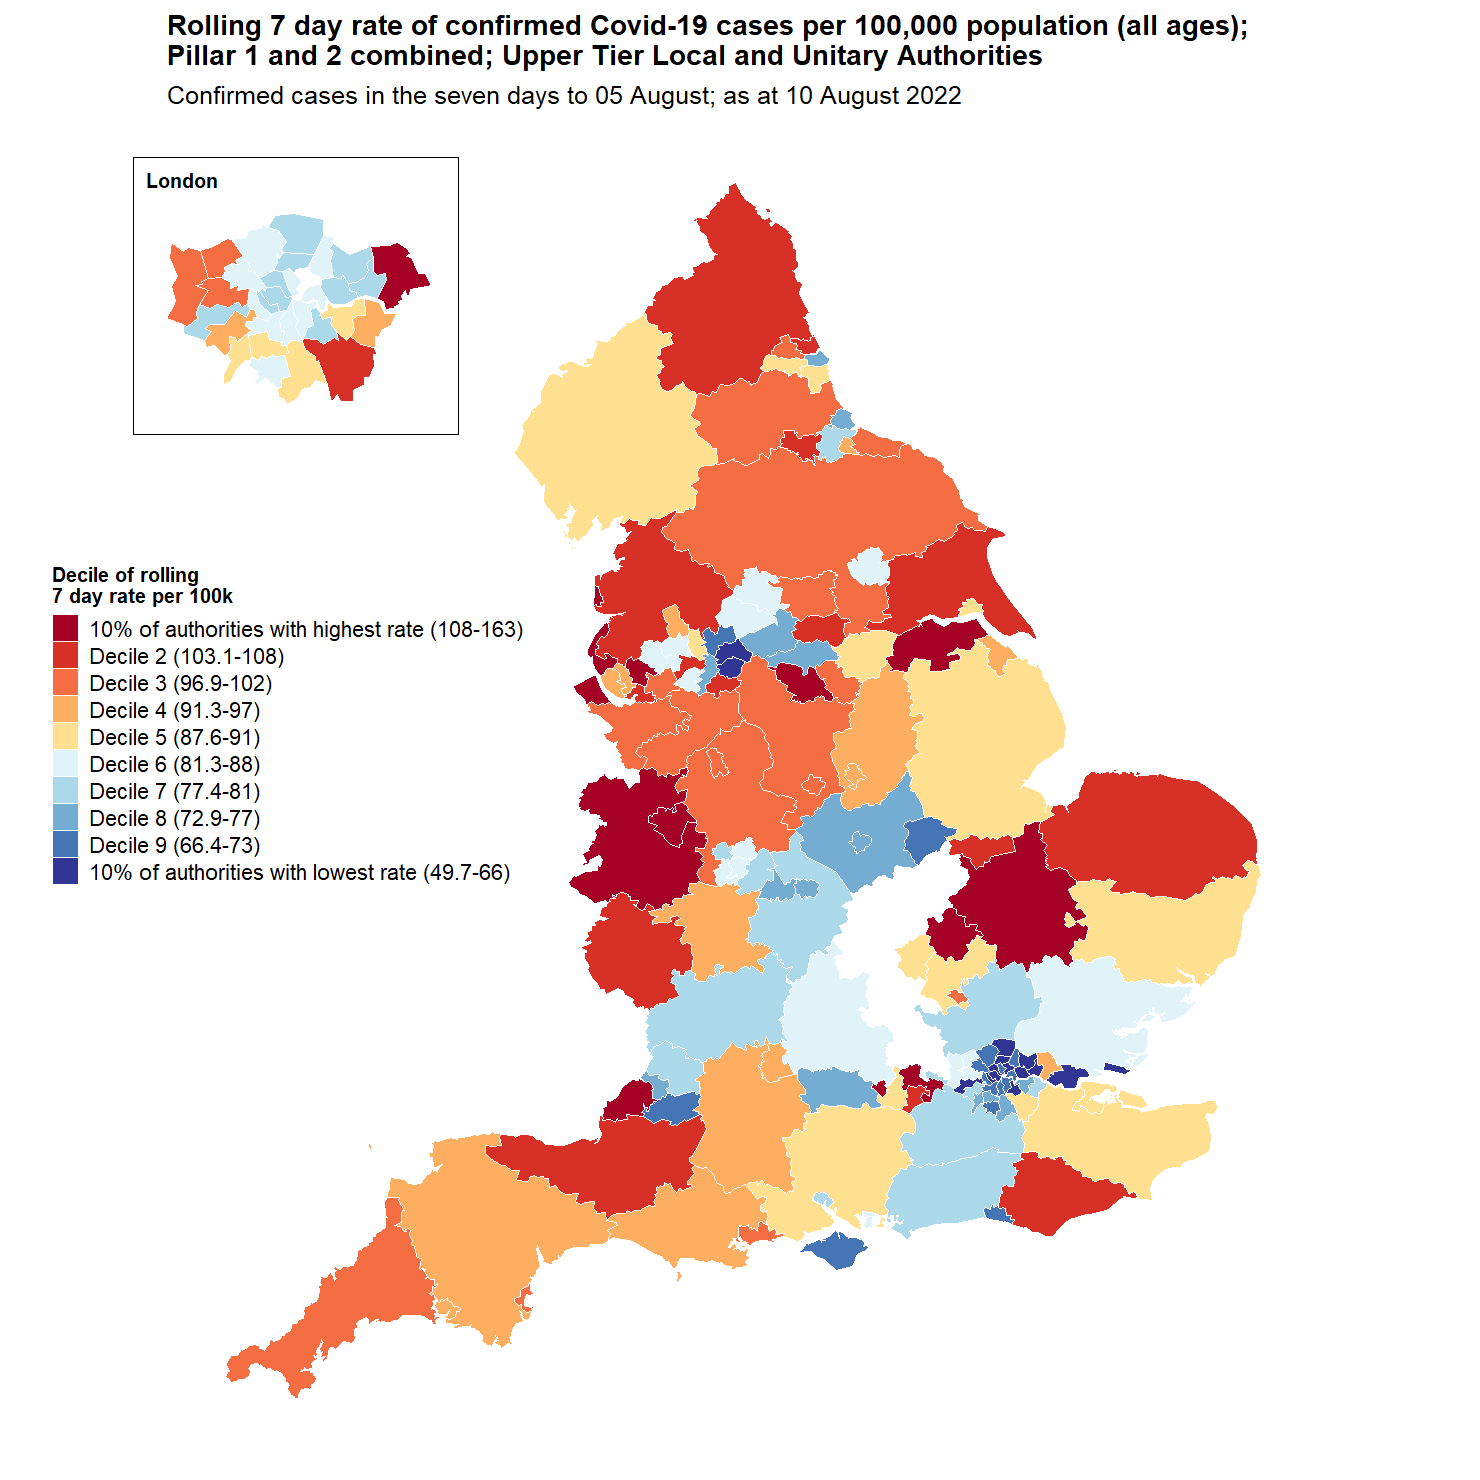 Rolling 7 day rate of confirmed Covid-19 cases per 100,000 population (all ages);
Pillar 1 and 2 combined; Upper Tier Local and Unitary Authorities
Confirmed cases in the seven days to 05 August; as at 10 August 2022
London
Decile of rolling
7 day rate per 100k
10% of authorities with highest rate (108-163)
Decile 2 (103.1-108)
Decile 3 (96.9-102)
Decile 4 (91.3-97)
Decile 5 (87.6-91)
Decile 6 (81.3-88)
Decile 7 (77.4-81)
Decile 8 (72.9-77)
Decile 9 (66.4-73)
10% of authorities with lowest rate (49.7-66)